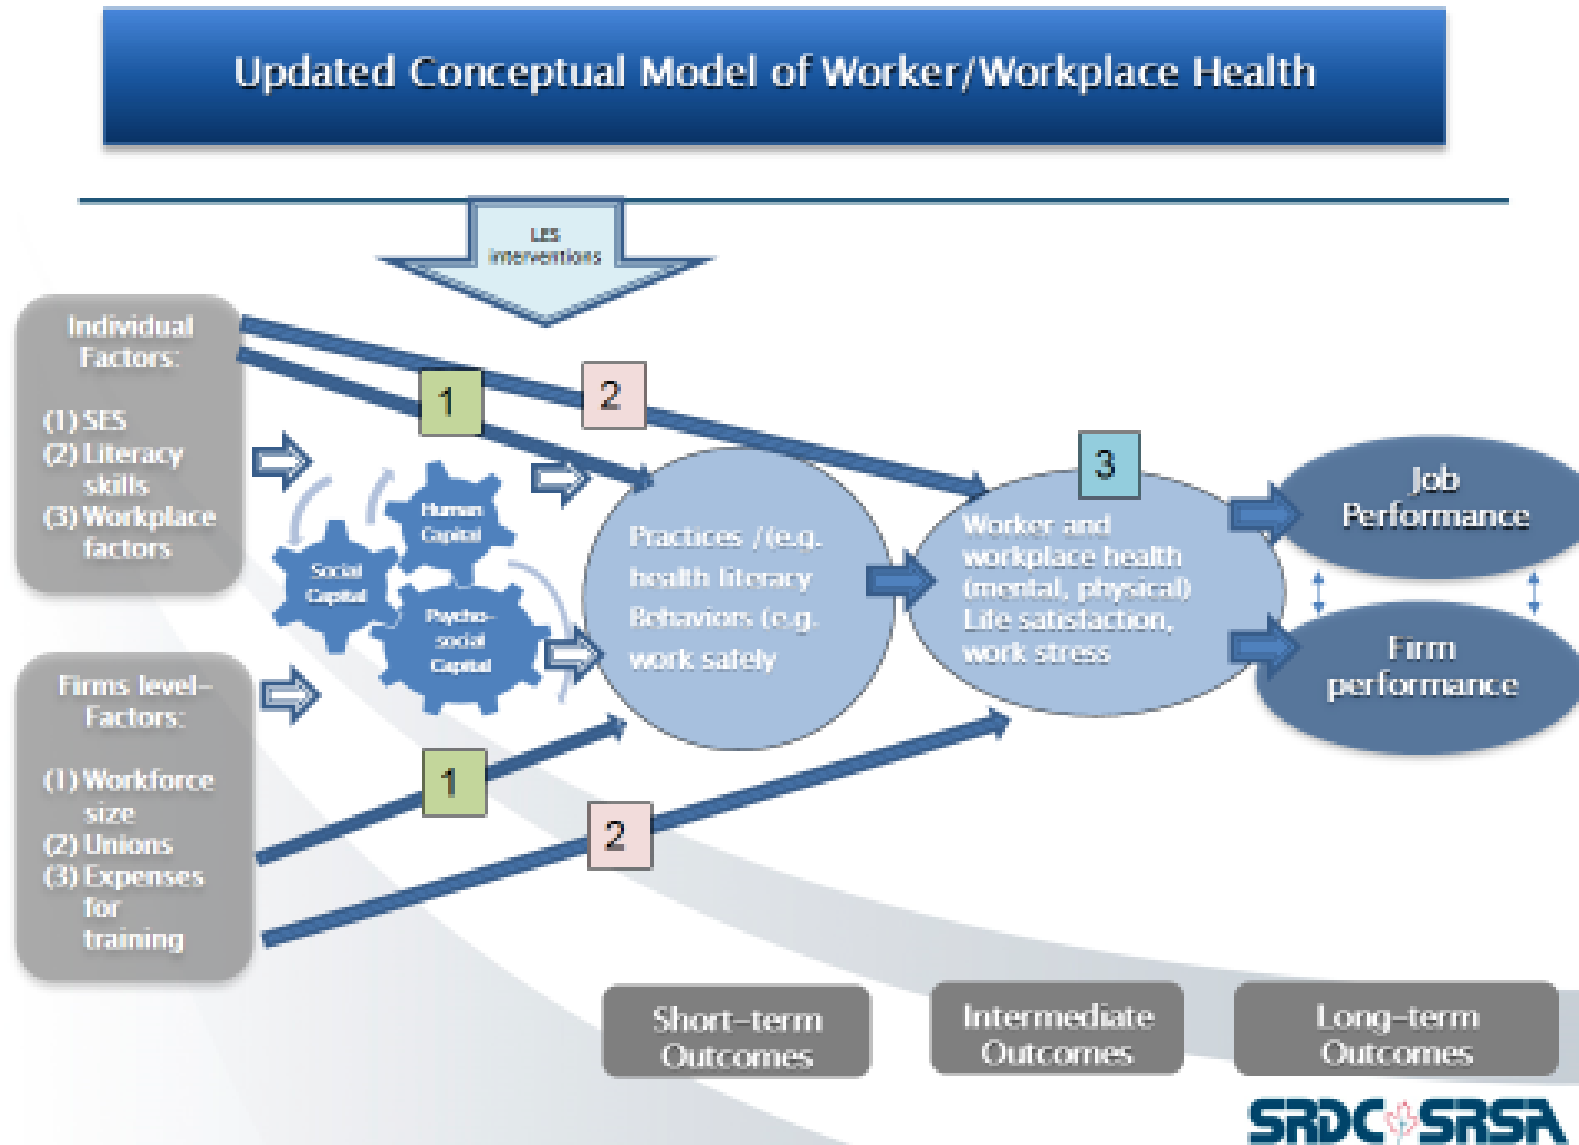 Updated Conceptual Model of Worker/Workplace Health
LES
interventions
Individual
Factors:
(1) SES
(2) Literacy
skills
(3) Workplace
factors
1
2
3
Human
Capital
Social
Capital
Psycho-
social
Capital
Practices /(e.g.
health literacy
Behaviors (e.g.
work safely
Worker and
workplace health
(mental, physical)
Life satisfaction,
work stress
Job
Performance
Firm
performance
Firms level-
Factors:
(1) Workforce
size
(2) Unions
(3) Expenses
for
training
1
2
Short-term
Outcomes
Intermediate
Outcomes
Long-term
Outcomes
SRDC SRSA